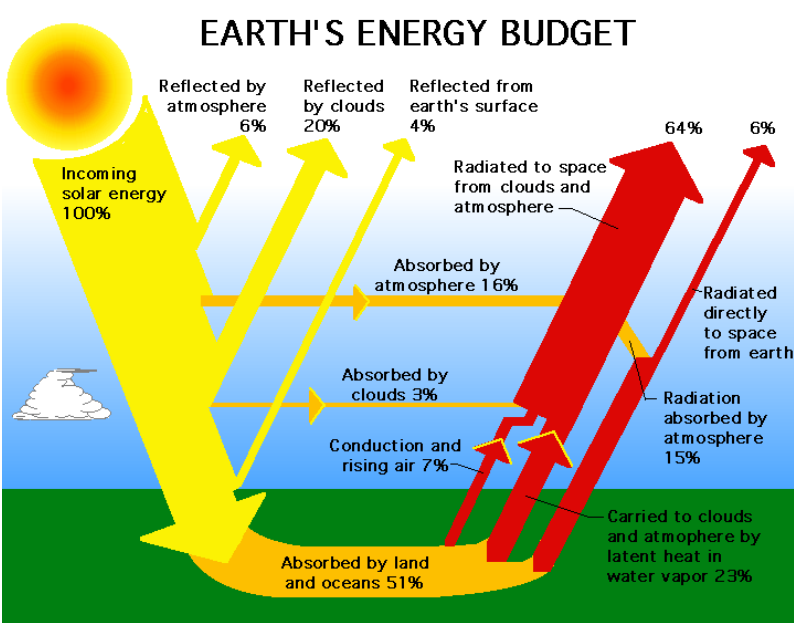 EARTH'S ENERGY BUDGET
Reflected by
atmosphere
6%
Reflected
by clouds
20%
Reflected from
earth's surface
4%
64%
6%
Incoming
solar energy
100%
Radiated to space
from clouds and
atmosphere
Absorbed by
atmosphere 16%
Radiated
directly
to space
from earth
Absorbed by
clouds 3%
Radiation
absorbed by
atmosphere
15%
Conduction and
rising air 7%
Carried to clouds
and atmophere by
latent heat in
water vapor 23%
Absorbed by land
and oceans 51%